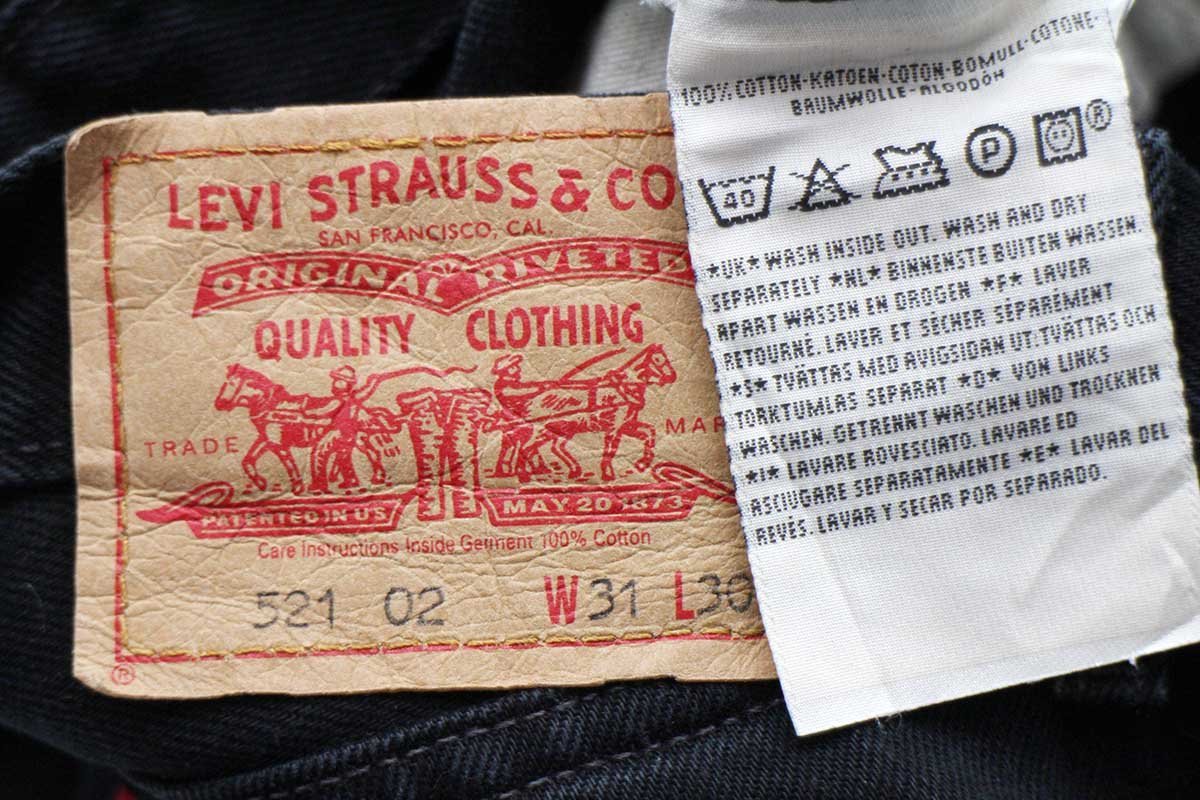 LEVI STRAUSS & CO
SAN FRANCISCO, CAL.
ORIGINAL RIVETED
QUALITY CLOTHING
TRADE MAR
PATENTED IN U S MAY 20 1873
Care Instructions Inside Garment 100% Cotton
521 02 W31 L30
®
100% COTTON-KATOEN-COTON-BOMULL-COTONE-
BAUMWOLLE-ALGODÓN
40 P ®
*UK* WASH INSIDE OUT. WASH AND DRY
SEPARATELY *NL* BINNENSTE BUITEN WASSEN.
APART WASSEN EN DROGEN *F* LAVER
RETOURNE. LAVER ET SÉCHER SÉPAREMENT
*S* TVÄTTAS MED AVIGSIDAN UT: TVÄTTAS OCH
TORKTUMLAS SEPARAT *D* VON LINKS
WASCHEN. GETRENNT WASCHEN UND TROCKNEN
*I* LAVARE ROVESCIATO. LAVARE ED
ASCIUGARE SEPARATAMENTE *E* LAVAR DEL
REVÉS. LAVAR Y SECAR POR SEPARADO.